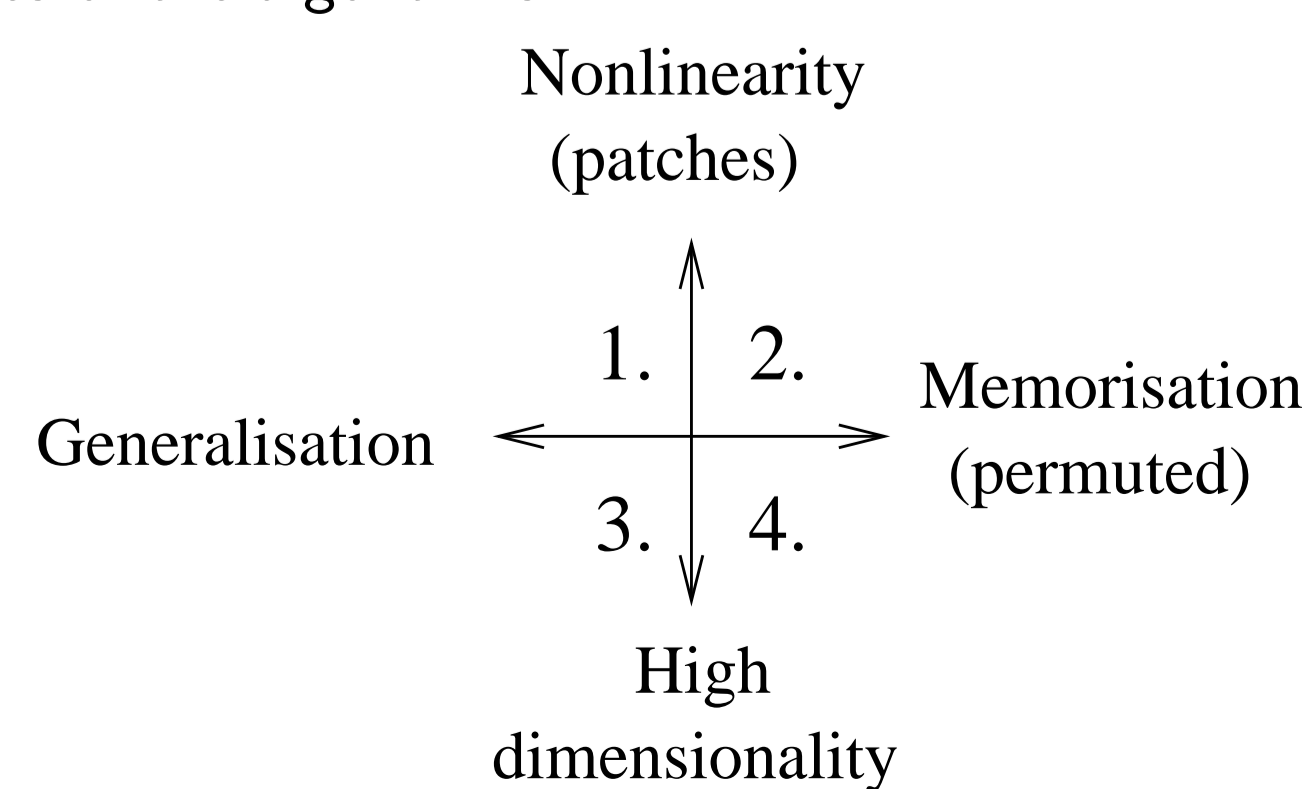 Nonlinearity
(patches)
1.
2.
Generalisation
Memorisation
(permuted)
3.
4.
High
dimensionality